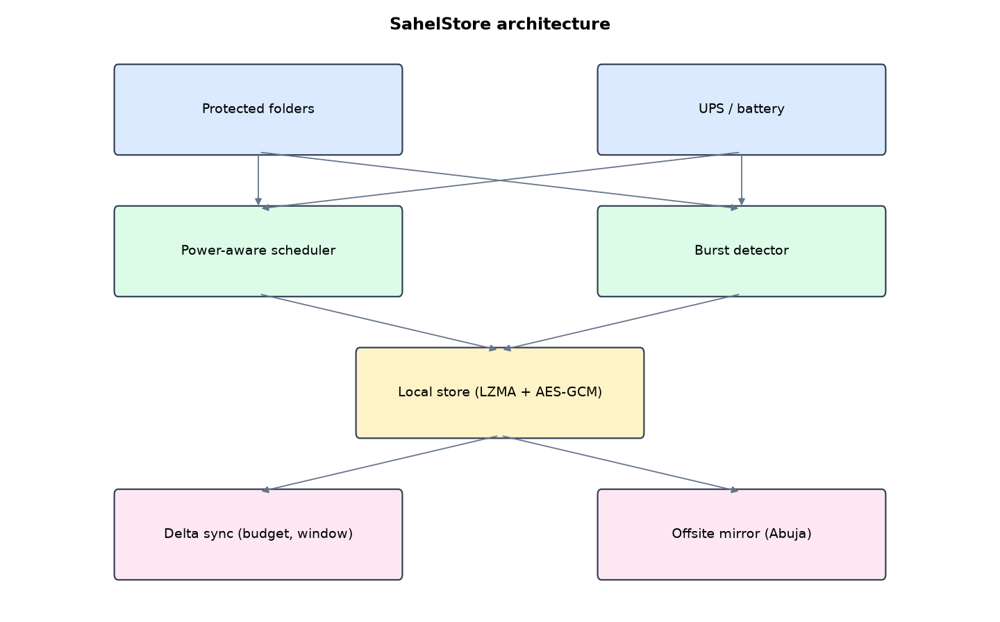 SahelStore architecture
Protected folders
UPS / battery
Power-aware scheduler
Burst detector
Local store (LZMA + AES-GCM)
Delta sync (budget, window)
Offsite mirror (Abuja)